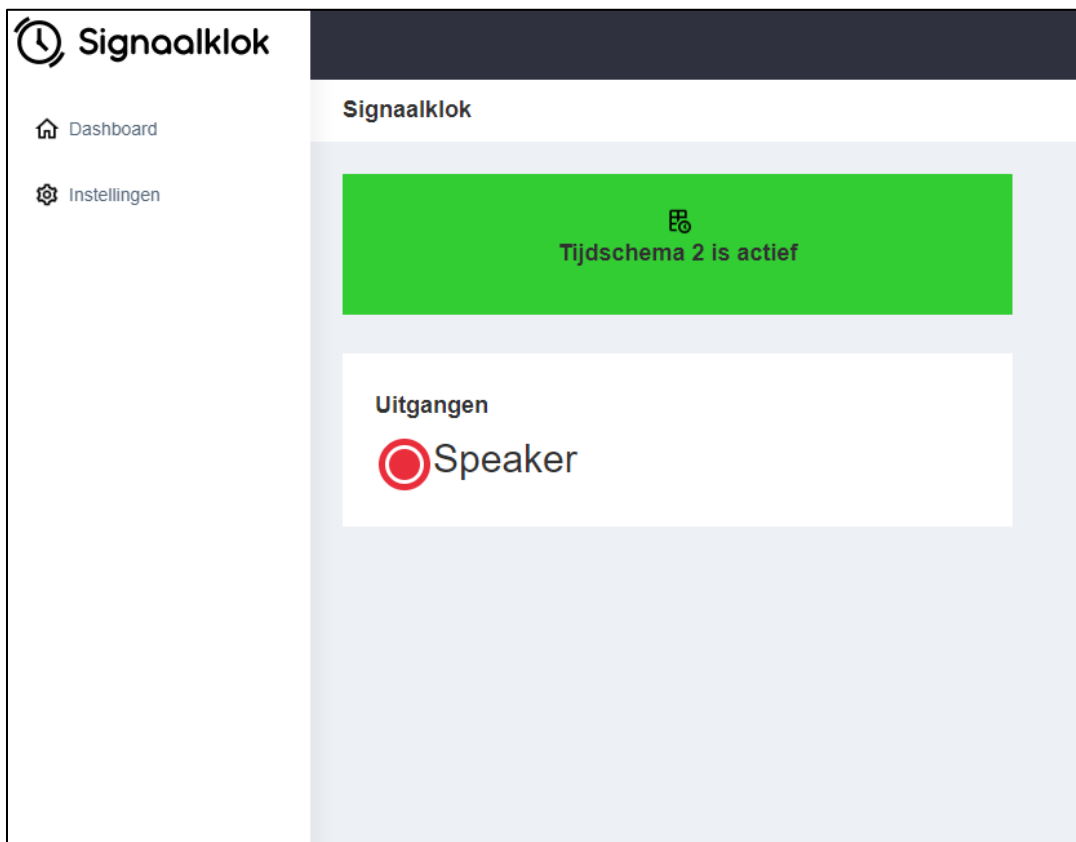 Signaalklok
Dashboard
Instellingen
Signaalklok
Tijdschema 2 is actief
Uitgangen
Speaker